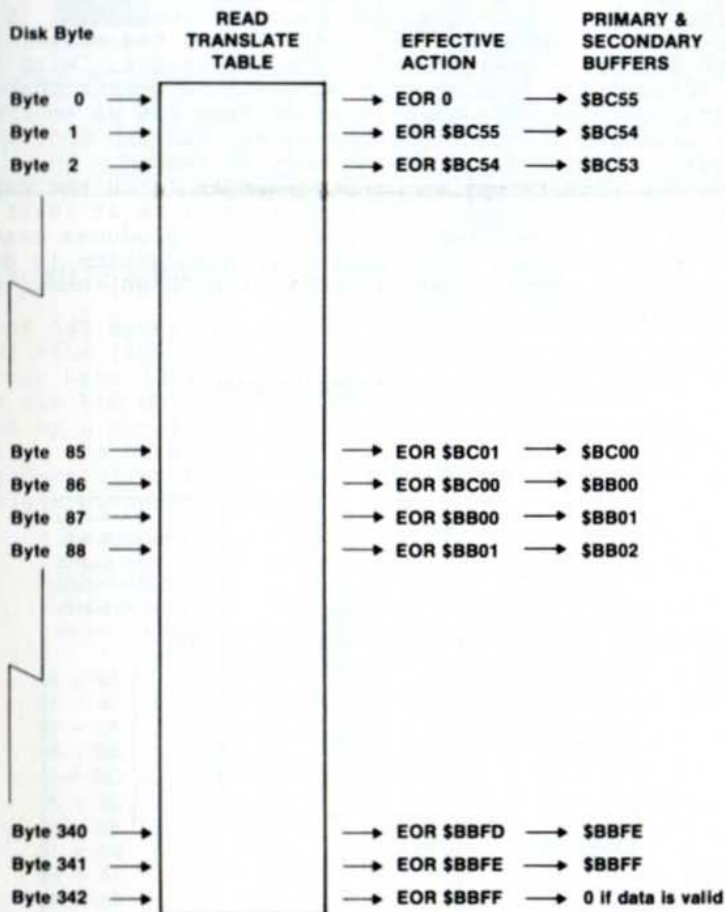 Disk Byte READ TRANSLATE TABLE EFFECTIVE ACTION PRIMARY & SECONDARY BUFFERS
Byte 0 EOR 0 $BC55
Byte 1 EOR $BC55 $BC54
Byte 2 EOR $BC54 $BC53
Byte 85 EOR $BC01 $BC00
Byte 86 EOR $BC00 $BB00
Byte 87 EOR $BB00 $BB01
Byte 88 EOR $BB01 $BB02
Byte 340 EOR $BBFD $BBFE
Byte 341 EOR $BBFE $BBFF
Byte 342 EOR $BBFF 0 if data is valid